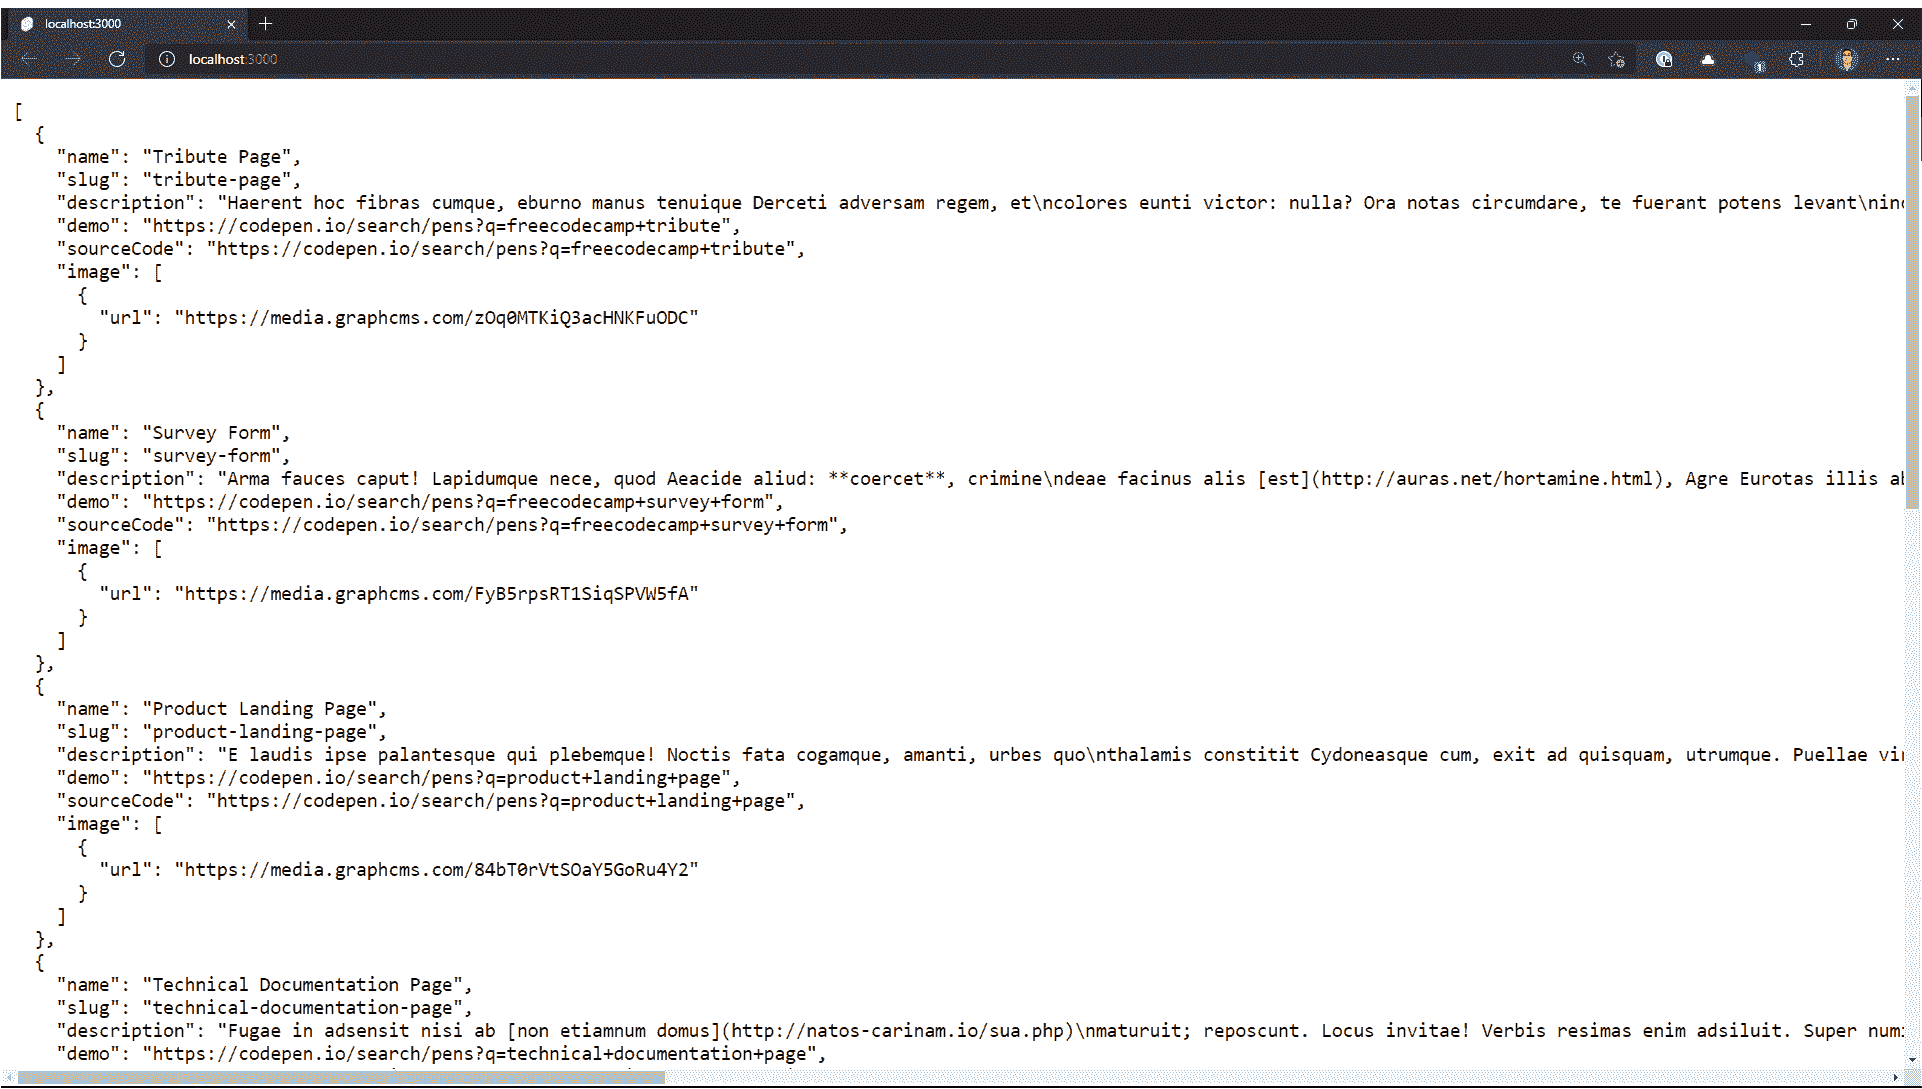 localhost:3000
localhost:3000
[
  {
    "name": "Tribute Page",
    "slug": "tribute-page",
    "description": "Haerent hoc fibras cumque, eburno manus tenuique Derceti adversam regem, et\ncolores eunti victor: nulla? Ora notas circumdare, te fuerant potens levant\nin
    "demo": "https://codepen.io/search/pens?q=freecodecamp+tribute",
    "sourceCode": "https://codepen.io/search/pens?q=freecodecamp+tribute",
    "image": [
      {
        "url": "https://media.graphcms.com/zOq0MTKiQ3acHNKFuODC"
      }
    ]
  },
  {
    "name": "Survey Form",
    "slug": "survey-form",
    "description": "Arma fauces caput! Lapidumque nece, quod Aeacide aliud: **coercet**, crimine\ndeae facinus alis [est](http://auras.net/hortamine.html), Agre Eurotas illis a
    "demo": "https://codepen.io/search/pens?q=freecodecamp+survey+form",
    "sourceCode": "https://codepen.io/search/pens?q=freecodecamp+survey+form",
    "image": [
      {
        "url": "https://media.graphcms.com/FyB5rpsRT1SiqSPVW5fA"
      }
    ]
  },
  {
    "name": "Product Landing Page",
    "slug": "product-landing-page",
    "description": "E laudis ipse palantesque qui plebemque! Noctis fata cogamque, amanti, urbes quo\nthalamis constitit Cydoneasque cum, exit ad quisquam, utrumque. Puellae vi
    "demo": "https://codepen.io/search/pens?q=product+landing+page",
    "sourceCode": "https://codepen.io/search/pens?q=product+landing+page",
    "image": [
      {
        "url": "https://media.graphcms.com/84bT0rVtSOaY5GoRu4Y2"
      }
    ]
  },
  {
    "name": "Technical Documentation Page",
    "slug": "technical-documentation-page",
    "description": "Fugae in adsensit nisi ab [non etiamnum domus](http://natos-carinam.io/sua.php)\nmaturuit; reposcunt. Locus invitae! Verbis resimas enim adsiluit. Super num
    "demo": "https://codepen.io/search/pens?q=technical+documentation+page",